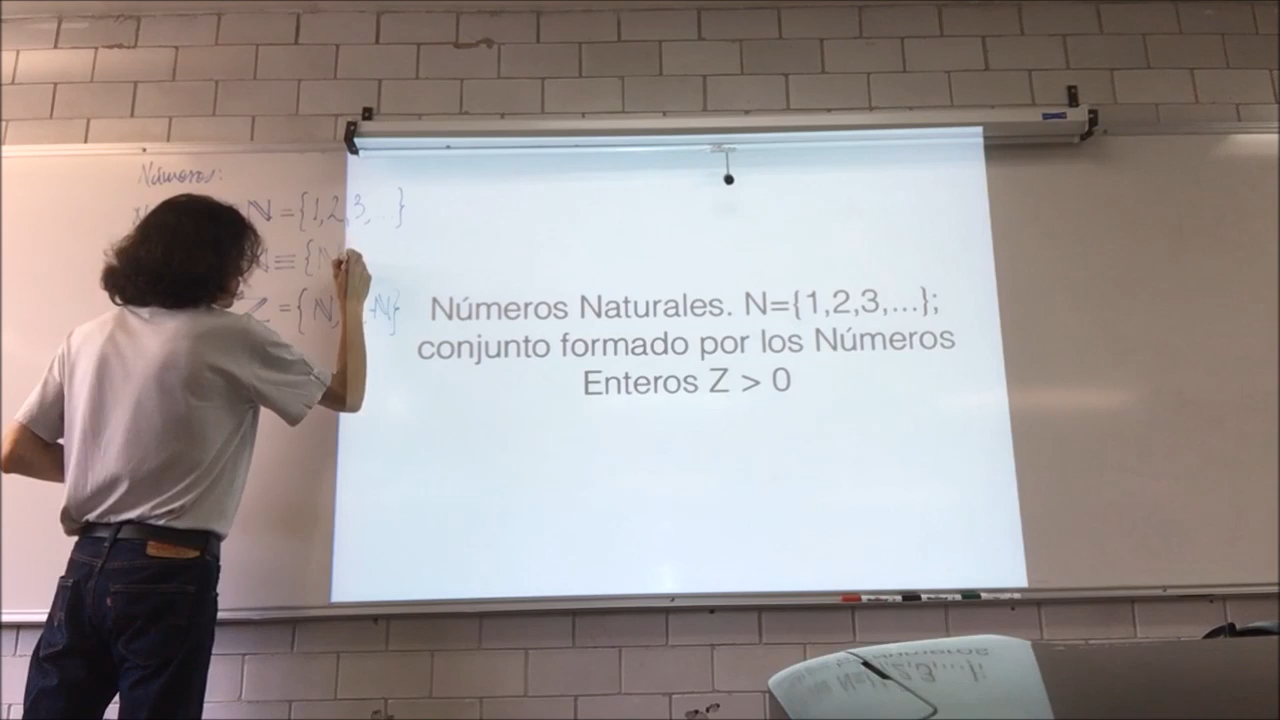 Números:
N = {1,2,3,...}
N ≡ {N
Z = {N, -N}
Números Naturales. N={1,2,3,...};
conjunto formado por los Números
Enteros Z > 0